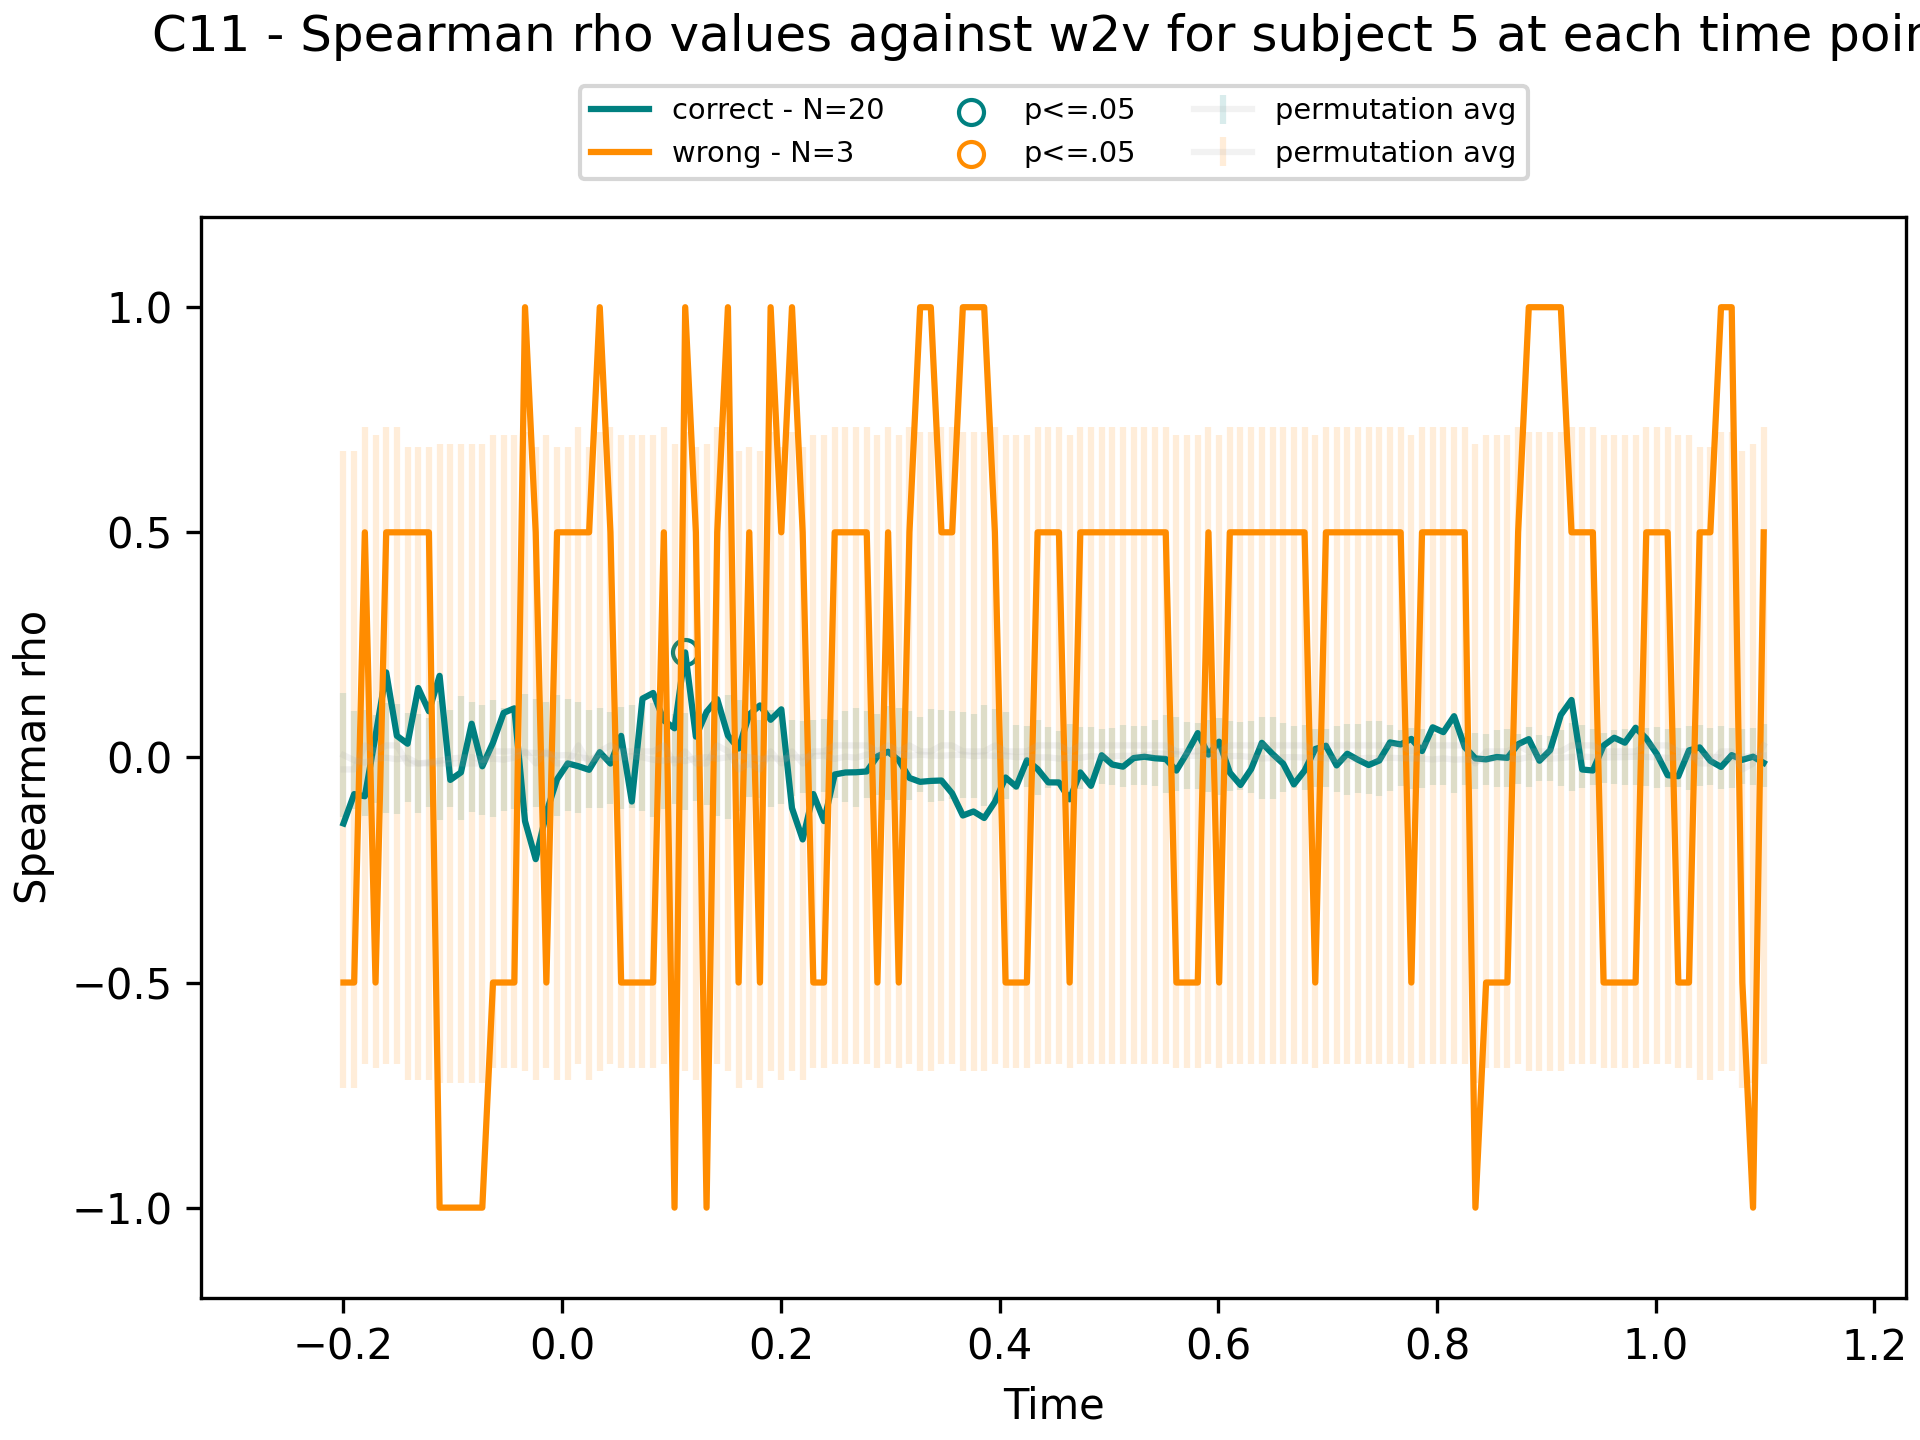 C11 - Spearman rho values against w2v for subject 5 at each time poin
correct - N=20
wrong - N=3
p<=.05
p<=.05
permutation avg
permutation avg
Spearman rho
1.0
0.5
0.0
−0.5
−1.0
−0.2 0.0 0.2 0.4 0.6 0.8 1.0 1.2
Time